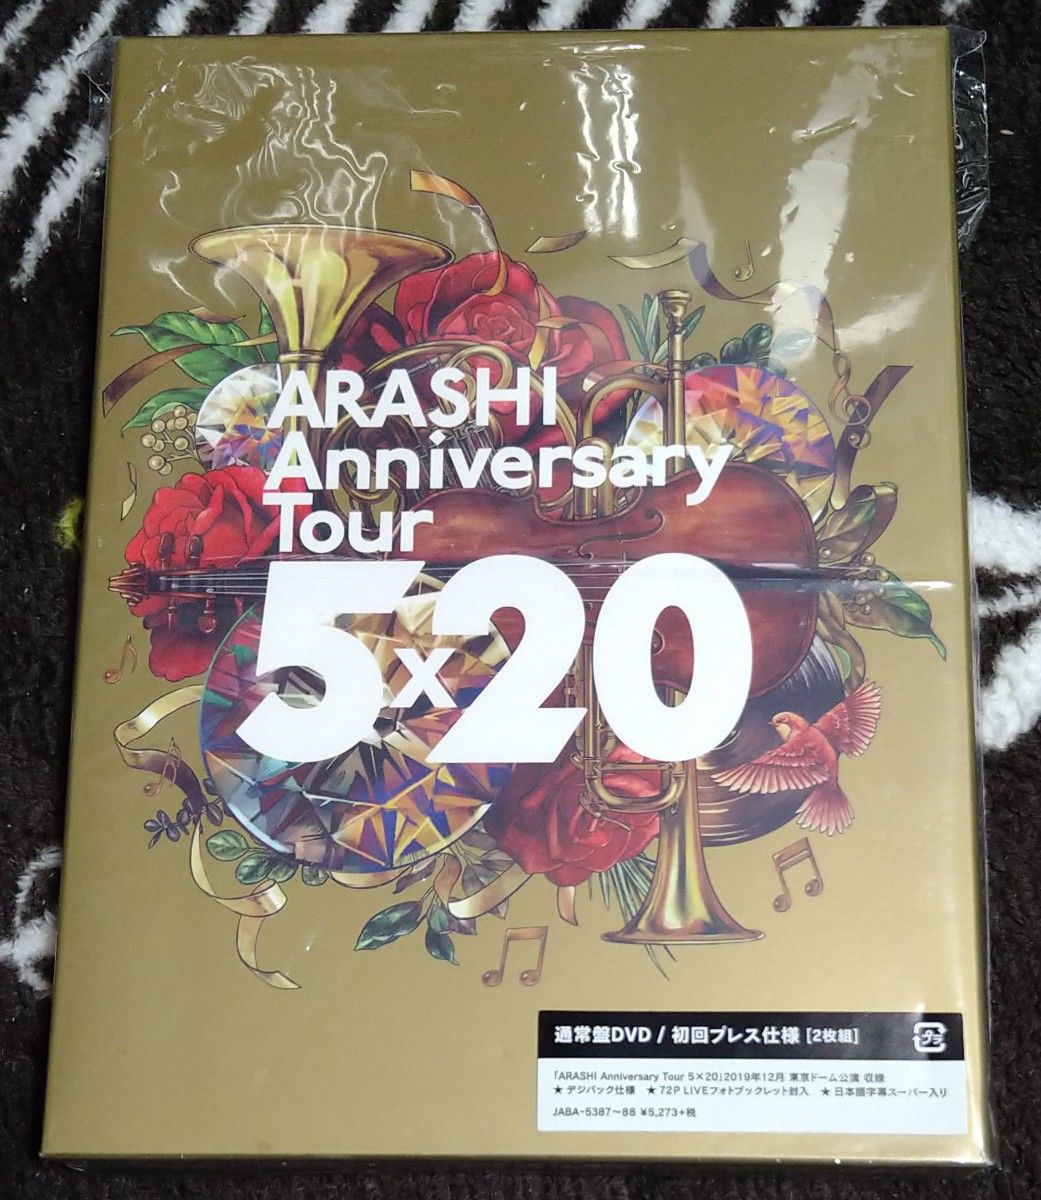 ARASHI
Anniversary
Tour
5×20
通常盤DVD / 初回プレス仕様 [2枚組]
プラ
「ARASHI Anniversary Tour 5×20」2019年12月 東京ドーム公演 収録
★ デジパック仕様 ★ 72P LIVEフォトブックレット封入 ★ 日本語字幕スーパー入り
JABA-5387~88 ¥5,273+税